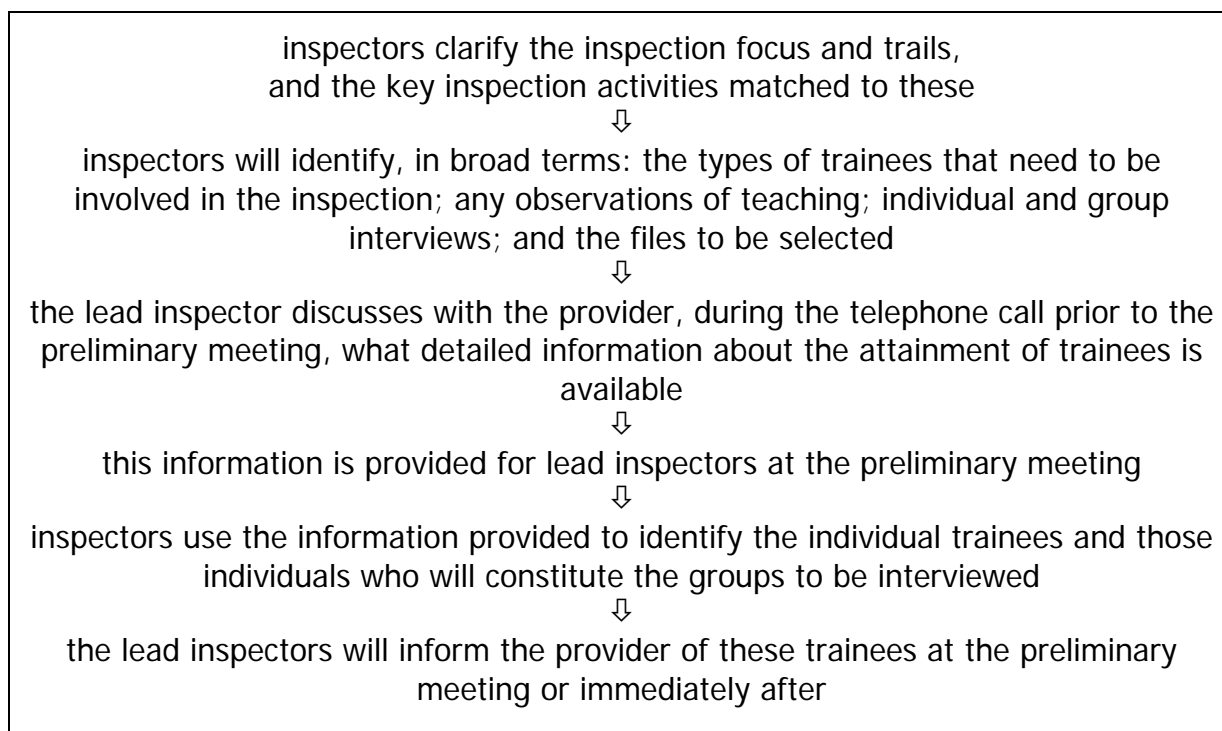 inspectors clarify the inspection focus and trails,
and the key inspection activities matched to these
⇩
inspectors will identify, in broad terms: the types of trainees that need to be
involved in the inspection; any observations of teaching; individual and group
interviews; and the files to be selected
⇩
the lead inspector discusses with the provider, during the telephone call prior to the
preliminary meeting, what detailed information about the attainment of trainees is
available
⇩
this information is provided for lead inspectors at the preliminary meeting
⇩
inspectors use the information provided to identify the individual trainees and those
individuals who will constitute the groups to be interviewed
⇩
the lead inspectors will inform the provider of these trainees at the preliminary
meeting or immediately after